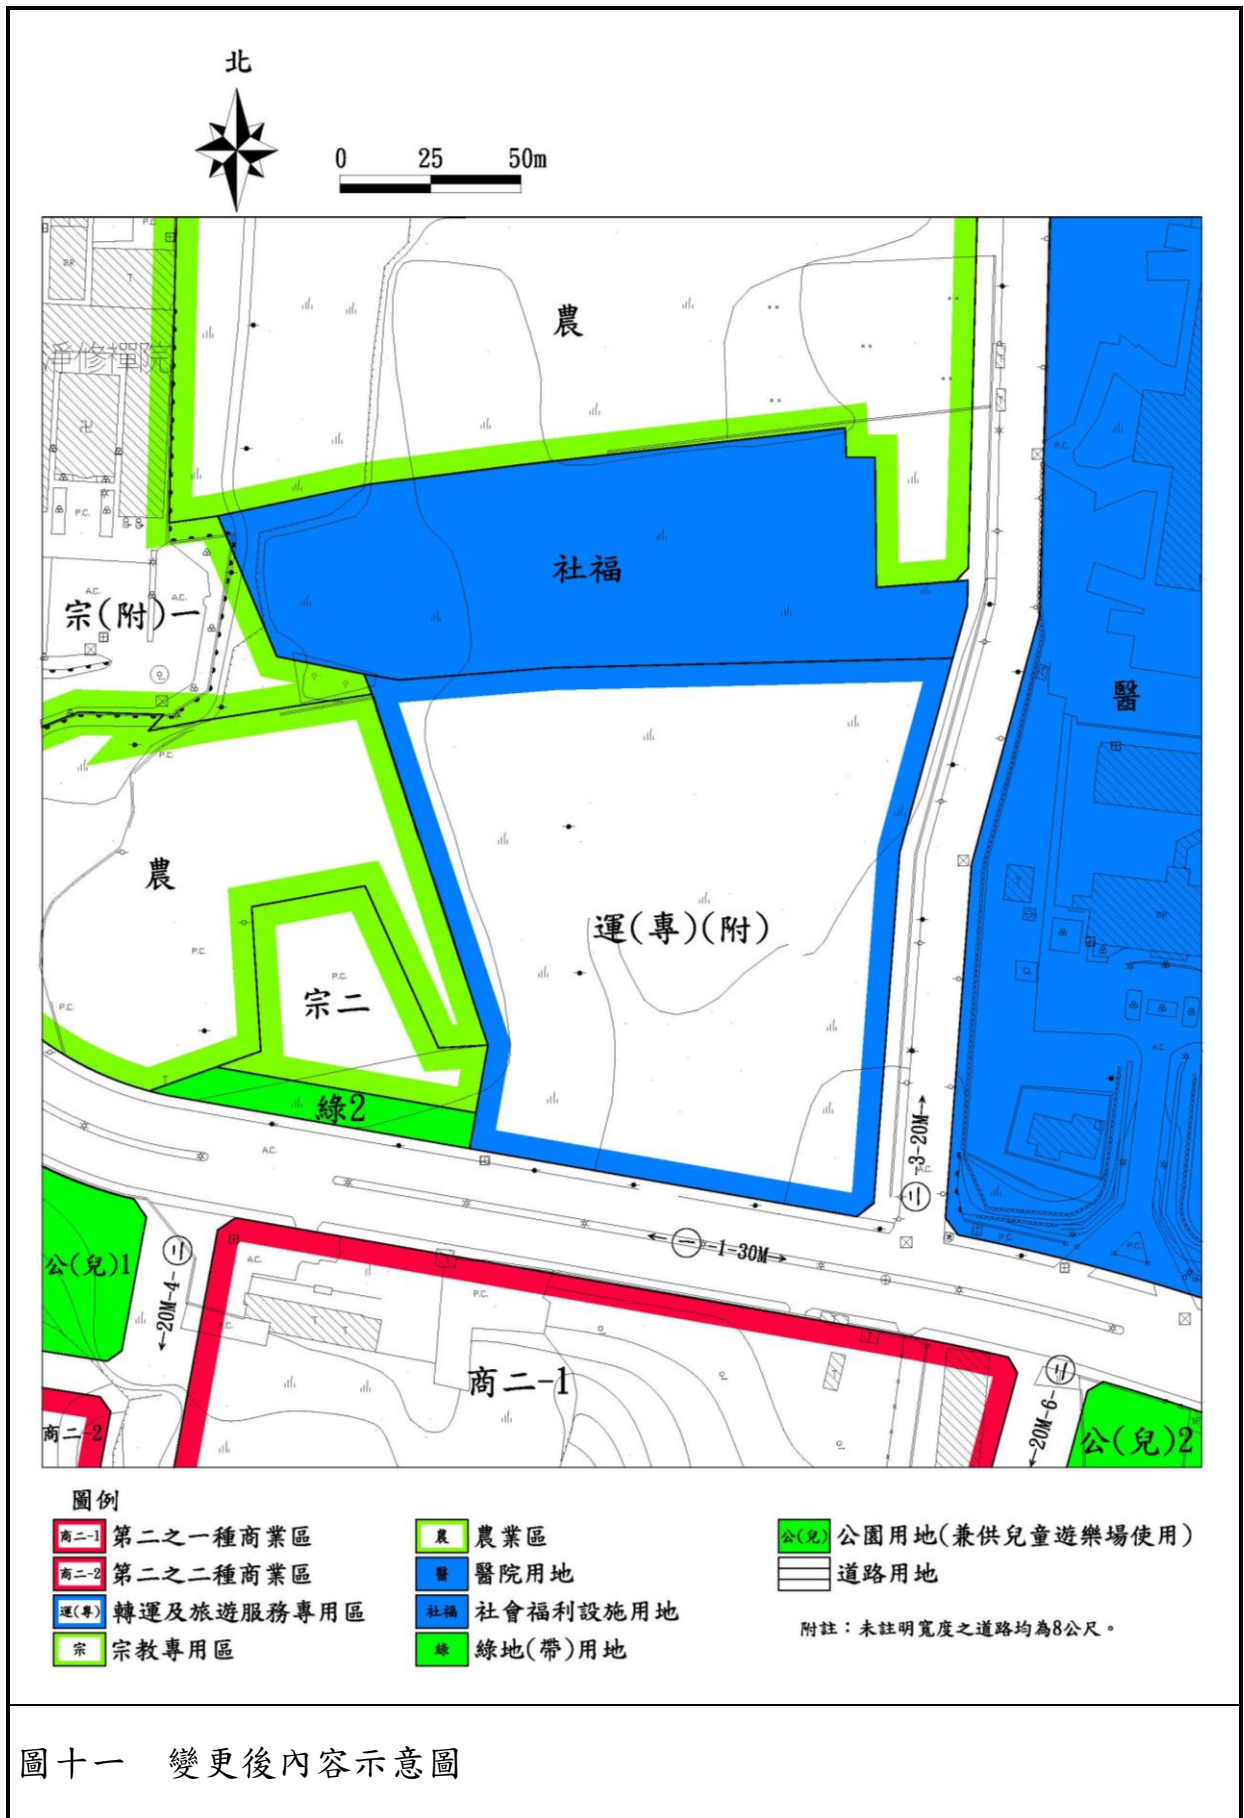 北
0 25 50m
農
淨修禪院
社福
宗(附)一
醫
農
運(專)(附)
宗二
綠2
二-3-20M
一-1-30M
公(兒)1
20M-4-二
商二-1
商二-2
20M-6-二
公(兒)2
圖例
商二-1 第二之一種商業區
商二-2 第二之二種商業區
運(專) 轉運及旅遊服務專用區
宗 宗教專用區
農 農業區
醫 醫院用地
社福 社會福利設施用地
綠 綠地(帶)用地
公(兒) 公園用地(兼供兒童遊樂場使用)
道路用地
附註：未註明寬度之道路均為8公尺。
圖十一　變更後內容示意圖